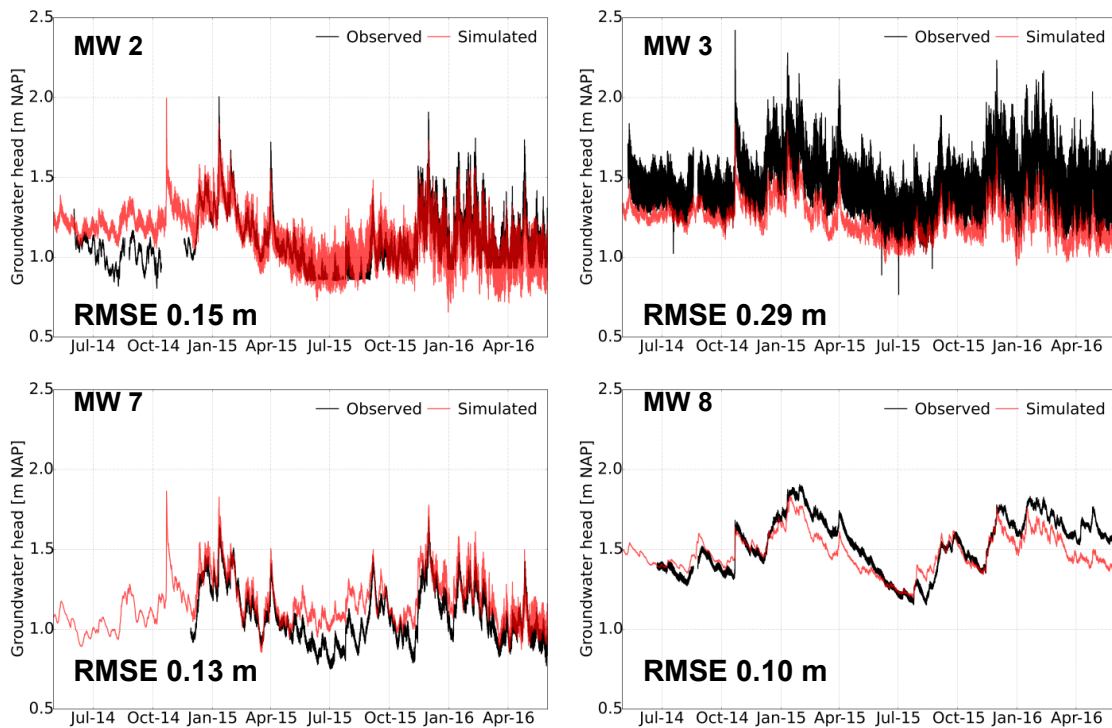 MW 2
Observed
Simulated
Groundwater head [m NAP]
2.5
2.0
1.5
1.0
0.5
RMSE 0.15 m
Jul-14 Oct-14 Jan-15 Apr-15 Jul-15 Oct-15 Jan-16 Apr-16
MW 3
Observed
Simulated
Groundwater head [m NAP]
2.5
2.0
1.5
1.0
0.5
RMSE 0.29 m
Jul-14 Oct-14 Jan-15 Apr-15 Jul-15 Oct-15 Jan-16 Apr-16
MW 7
Observed
Simulated
Groundwater head [m NAP]
2.5
2.0
1.5
1.0
0.5
RMSE 0.13 m
Jul-14 Oct-14 Jan-15 Apr-15 Jul-15 Oct-15 Jan-16 Apr-16
MW 8
Observed
Simulated
Groundwater head [m NAP]
2.5
2.0
1.5
1.0
0.5
RMSE 0.10 m
Jul-14 Oct-14 Jan-15 Apr-15 Jul-15 Oct-15 Jan-16 Apr-16